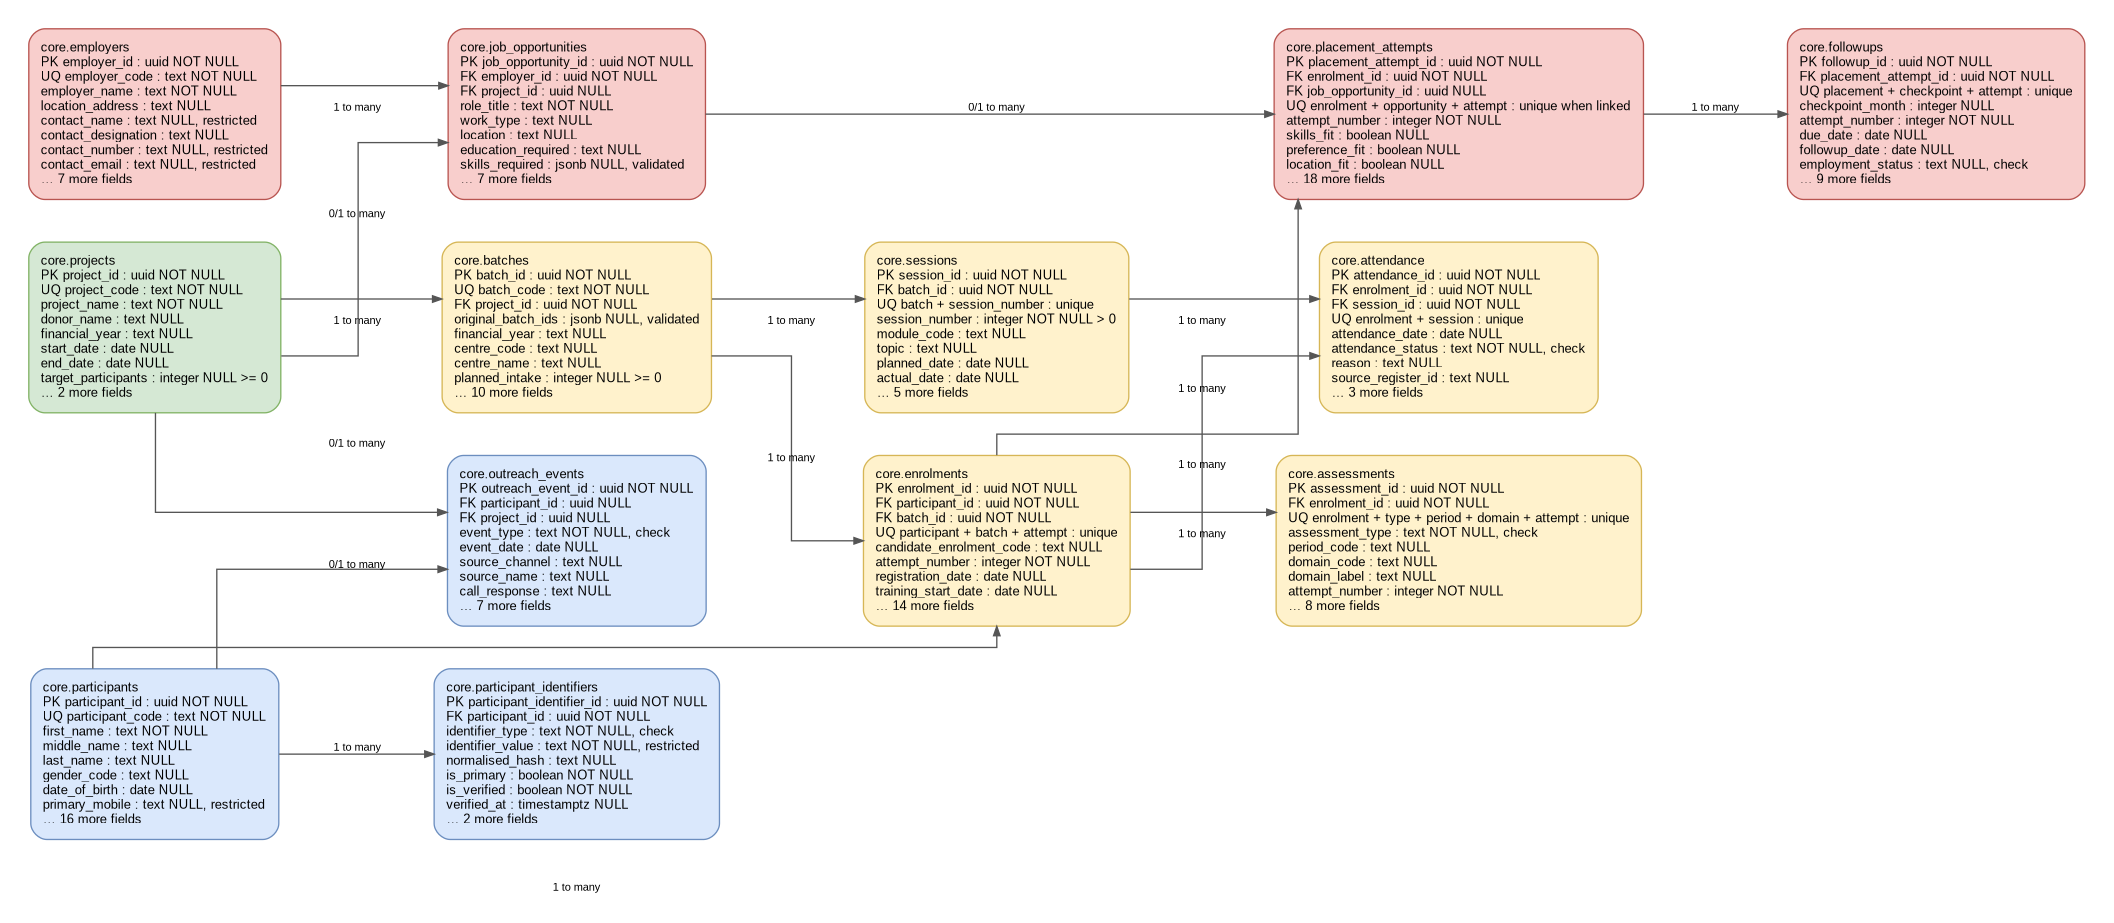 core.employers
PK employer_id : uuid NOT NULL
UQ employer_code : text NOT NULL
employer_name : text NOT NULL
location_address : text NULL
contact_name : text NULL, restricted
contact_designation : text NULL
contact_number : text NULL, restricted
contact_email : text NULL, restricted
... 7 more fields
1 to many
core.job_opportunities
PK job_opportunity_id : uuid NOT NULL
FK employer_id : uuid NOT NULL
FK project_id : uuid NULL
role_title : text NOT NULL
work_type : text NULL
location : text NULL
education_required : text NULL
skills_required : jsonb NULL, validated
... 7 more fields
0/1 to many
core.placement_attempts
PK placement_attempt_id : uuid NOT NULL
FK enrolment_id : uuid NOT NULL
FK job_opportunity_id : uuid NULL
UQ enrolment + opportunity + attempt : unique when linked
attempt_number : integer NOT NULL
skills_fit : boolean NULL
preference_fit : boolean NULL
location_fit : boolean NULL
... 18 more fields
1 to many
core.followups
PK followup_id : uuid NOT NULL
FK placement_attempt_id : uuid NOT NULL
UQ placement + checkpoint + attempt : unique
checkpoint_month : integer NULL
attempt_number : integer NOT NULL
due_date : date NULL
followup_date : date NULL
employment_status : text NULL, check
... 9 more fields
0/1 to many
core.projects
PK project_id : uuid NOT NULL
UQ project_code : text NOT NULL
project_name : text NOT NULL
donor_name : text NULL
financial_year : text NULL
start_date : date NULL
end_date : date NULL
target_participants : integer NULL >= 0
... 2 more fields
1 to many
core.batches
PK batch_id : uuid NOT NULL
UQ batch_code : text NOT NULL
FK project_id : uuid NOT NULL
original_batch_ids : jsonb NULL, validated
financial_year : text NULL
centre_code : text NULL
centre_name : text NULL
planned_intake : integer NULL >= 0
... 10 more fields
1 to many
core.sessions
PK session_id : uuid NOT NULL
FK batch_id : uuid NOT NULL
UQ batch + session_number : unique
session_number : integer NOT NULL > 0
module_code : text NULL
topic : text NULL
planned_date : date NULL
actual_date : date NULL
... 5 more fields
1 to many
1 to many
core.attendance
PK attendance_id : uuid NOT NULL
FK enrolment_id : uuid NOT NULL
FK session_id : uuid NOT NULL
UQ enrolment + session : unique
attendance_date : date NULL
attendance_status : text NOT NULL, check
reason : text NULL
source_register_id : text NULL
... 3 more fields
0/1 to many
core.outreach_events
PK outreach_event_id : uuid NOT NULL
FK participant_id : uuid NULL
FK project_id : uuid NULL
event_type : text NOT NULL, check
event_date : date NULL
source_channel : text NULL
source_name : text NULL
call_response : text NULL
... 7 more fields
0/1 to many
1 to many
core.enrolments
PK enrolment_id : uuid NOT NULL
FK participant_id : uuid NOT NULL
FK batch_id : uuid NOT NULL
UQ participant + batch + attempt : unique
candidate_enrolment_code : text NULL
attempt_number : integer NOT NULL
registration_date : date NULL
training_start_date : date NULL
... 14 more fields
1 to many
1 to many
core.assessments
PK assessment_id : uuid NOT NULL
FK enrolment_id : uuid NOT NULL
UQ enrolment + type + period + domain + attempt : unique
assessment_type : text NOT NULL, check
period_code : text NULL
domain_code : text NULL
domain_label : text NULL
attempt_number : integer NOT NULL
... 8 more fields
core.participants
PK participant_id : uuid NOT NULL
UQ participant_code : text NOT NULL
first_name : text NOT NULL
middle_name : text NULL
last_name : text NULL
gender_code : text NULL
date_of_birth : date NULL
primary_mobile : text NULL, restricted
... 16 more fields
1 to many
core.participant_identifiers
PK participant_identifier_id : uuid NOT NULL
FK participant_id : uuid NOT NULL
identifier_type : text NOT NULL, check
identifier_value : text NOT NULL, restricted
normalised_hash : text NULL
is_primary : boolean NOT NULL
is_verified : boolean NOT NULL
verified_at : timestamptz NULL
... 2 more fields
1 to many